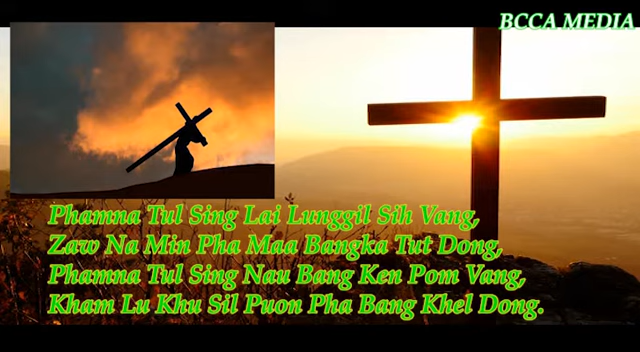 BCCA MEDIA
Phamna Tul Sing Lai Lunggil Sih Vang,
Zaw Na Min Pha Maa Bangka Tut Dong,
Phamna Tul Sing Nau Bang Ken Pom Vang,
Kham Lu Khu Sil Puon Pha Bang Khel Dong.